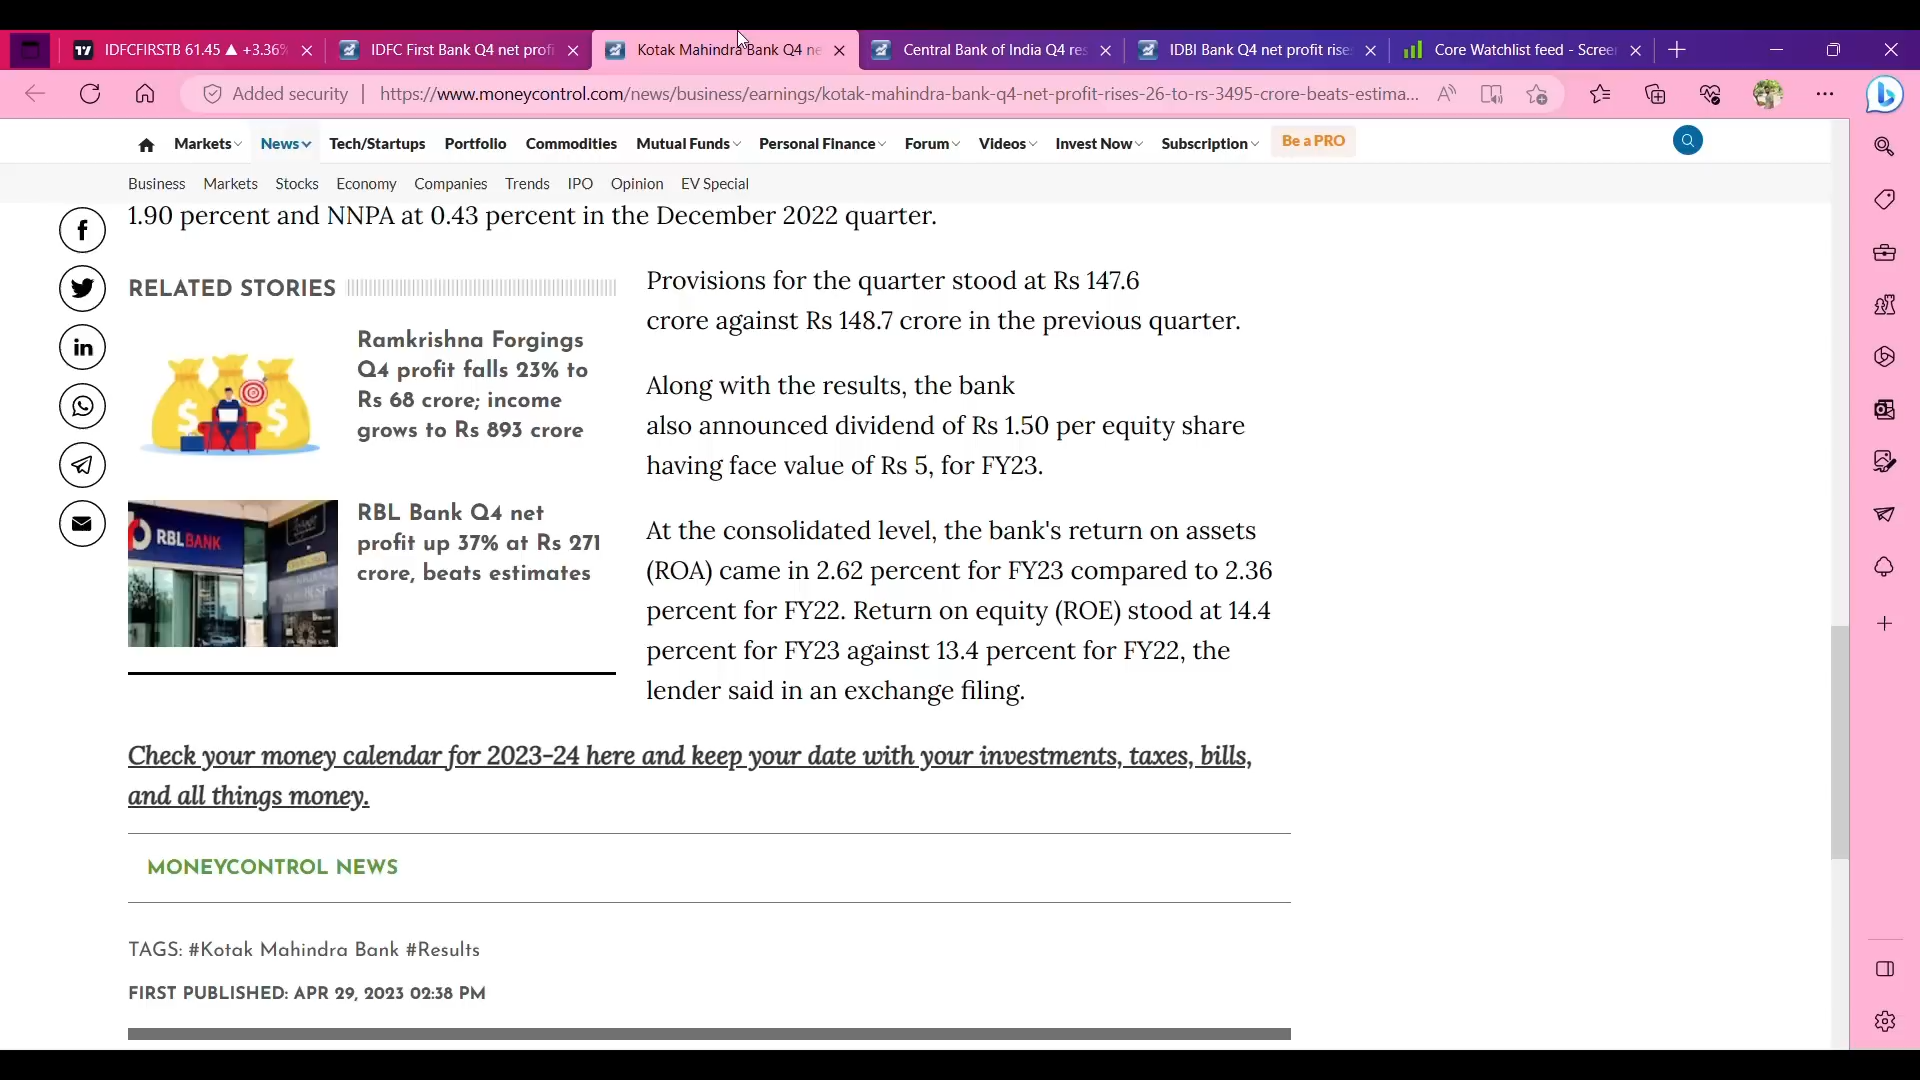 IDFCFIRSTB 61.45 ▲ +3.36%
IDFC First Bank Q4 net profi
Kotak Mahindra Bank Q4 ne
Central Bank of India Q4 res
IDBI Bank Q4 net profit rise
Core Watchlist feed - Screen
Added security
https://www.moneycontrol.com/news/business/earnings/kotak-mahindra-bank-q4-net-profit-rises-26-to-rs-3495-crore-beats-estima...
Markets
News
Tech/Startups
Portfolio
Commodities
Mutual Funds
Personal Finance
Forum
Videos
Invest Now
Subscription
Be a PRO
Business
Markets
Stocks
Economy
Companies
Trends
IPO
Opinion
EV Special
1.90 percent and NNPA at 0.43 percent in the December 2022 quarter.
RELATED STORIES
Ramkrishna Forgings
Q4 profit falls 23% to
Rs 68 crore; income
grows to Rs 893 crore
RBL BANK
RBL Bank Q4 net
profit up 37% at Rs 271
crore, beats estimates
Provisions for the quarter stood at Rs 147.6
crore against Rs 148.7 crore in the previous quarter.
Along with the results, the bank
also announced dividend of Rs 1.50 per equity share
having face value of Rs 5, for FY23.
At the consolidated level, the bank's return on assets
(ROA) came in 2.62 percent for FY23 compared to 2.36
percent for FY22. Return on equity (ROE) stood at 14.4
percent for FY23 against 13.4 percent for FY22, the
lender said in an exchange filing.
Check your money calendar for 2023-24 here and keep your date with your investments, taxes, bills,
and all things money.
MONEYCONTROL NEWS
TAGS: #Kotak Mahindra Bank #Results
FIRST PUBLISHED: APR 29, 2023 02:38 PM